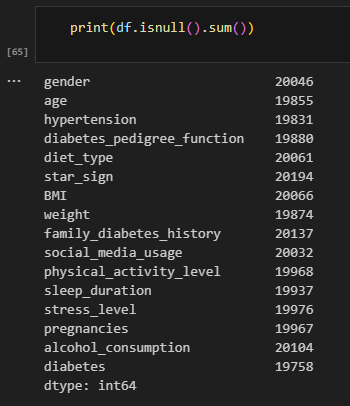 print(df.isnull().sum())
[65]
...
gender 20046
age 19855
hypertension 19831
diabetes_pedigree_function 19880
diet_type 20061
star_sign 20194
BMI 20066
weight 19874
family_diabetes_history 20137
social_media_usage 20032
physical_activity_level 19968
sleep_duration 19937
stress_level 19976
pregnancies 19967
alcohol_consumption 20104
diabetes 19758
dtype: int64